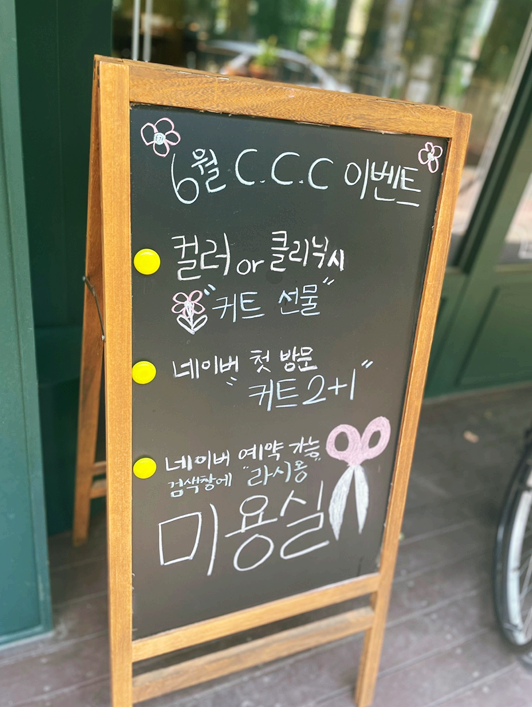 6월 C.C.C 이벤트
컬러 or 클리닉시
"커트 선물"
네이버 첫 방문
"커트 2+1"
네이버 예약 가능
검색창에 "라시용"
미용실